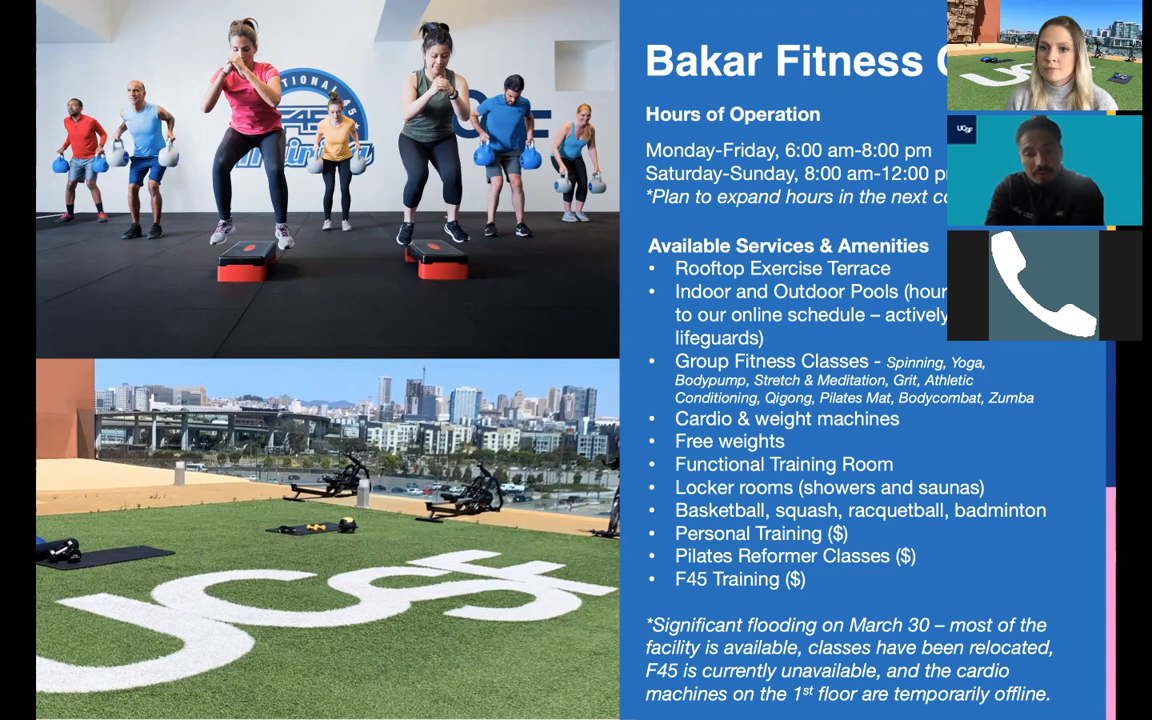 Bakar Fitness
Hours of Operation
Monday-Friday, 6:00 am-8:00 pm
Saturday-Sunday, 8:00 am-12:00
*Plan to expand hours in the next
Available Services & Amenities
• Rooftop Exercise Terrace
• Indoor and Outdoor Pools (hour
to our online schedule – actively
lifeguards)
• Group Fitness Classes - Spinning, Yoga,
Bodypump, Stretch & Meditation, Grit, Athletic
Conditioning, Qigong, Pilates Mat, Bodycombat, Zumba
• Cardio & weight machines
• Free weights
• Functional Training Room
• Locker rooms (showers and saunas)
• Basketball, squash, racquetball, badminton
• Personal Training ($)
• Pilates Reformer Classes ($)
• F45 Training ($)
*Significant flooding on March 30 – most of the
facility is available, classes have been relocated,
F45 is currently unavailable, and the cardio
machines on the 1st floor are temporarily offline.
UCSF
UCSF